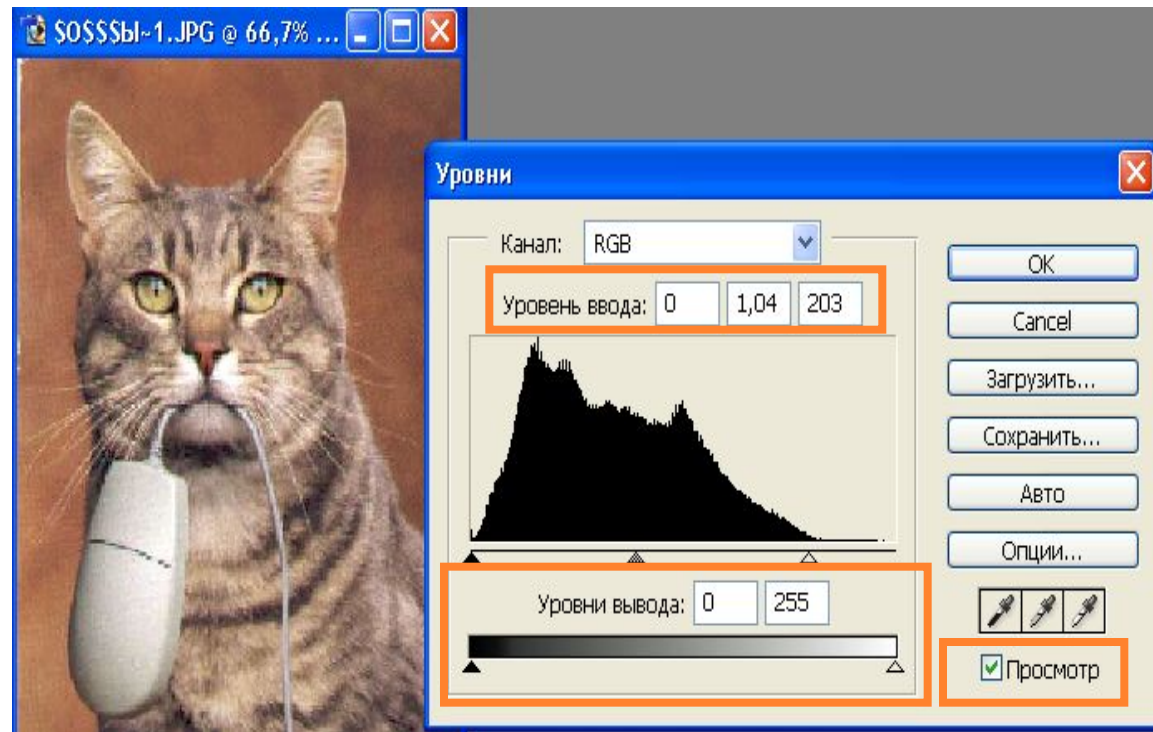 $0$$$Ы~1.JPG @ 66,7% ...
Уровни
Канал: RGB
Уровень ввода: 0 1,04 203
Уровни вывода: 0 255
OK
Cancel
Загрузить...
Сохранить...
Авто
Опции...
Просмотр